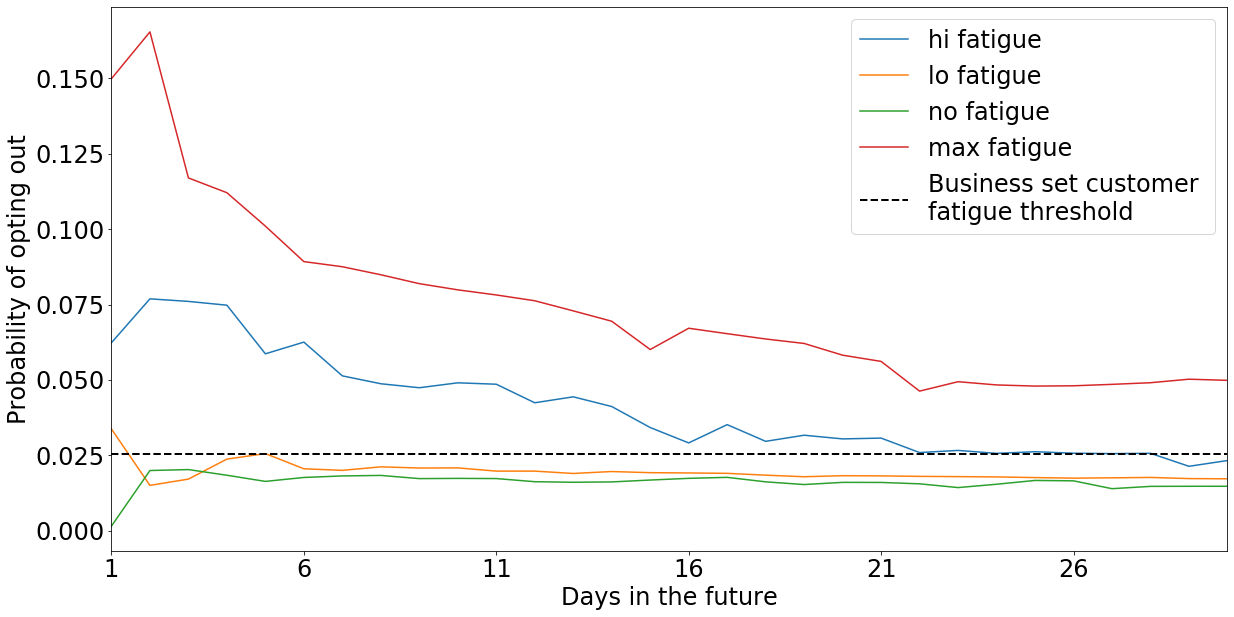 0.150
0.125
0.100
0.075
0.050
0.025
0.000
Probability of opting out
1 6 11 16 21 26
Days in the future
hi fatigue
lo fatigue
no fatigue
max fatigue
Business set customer
fatigue threshold